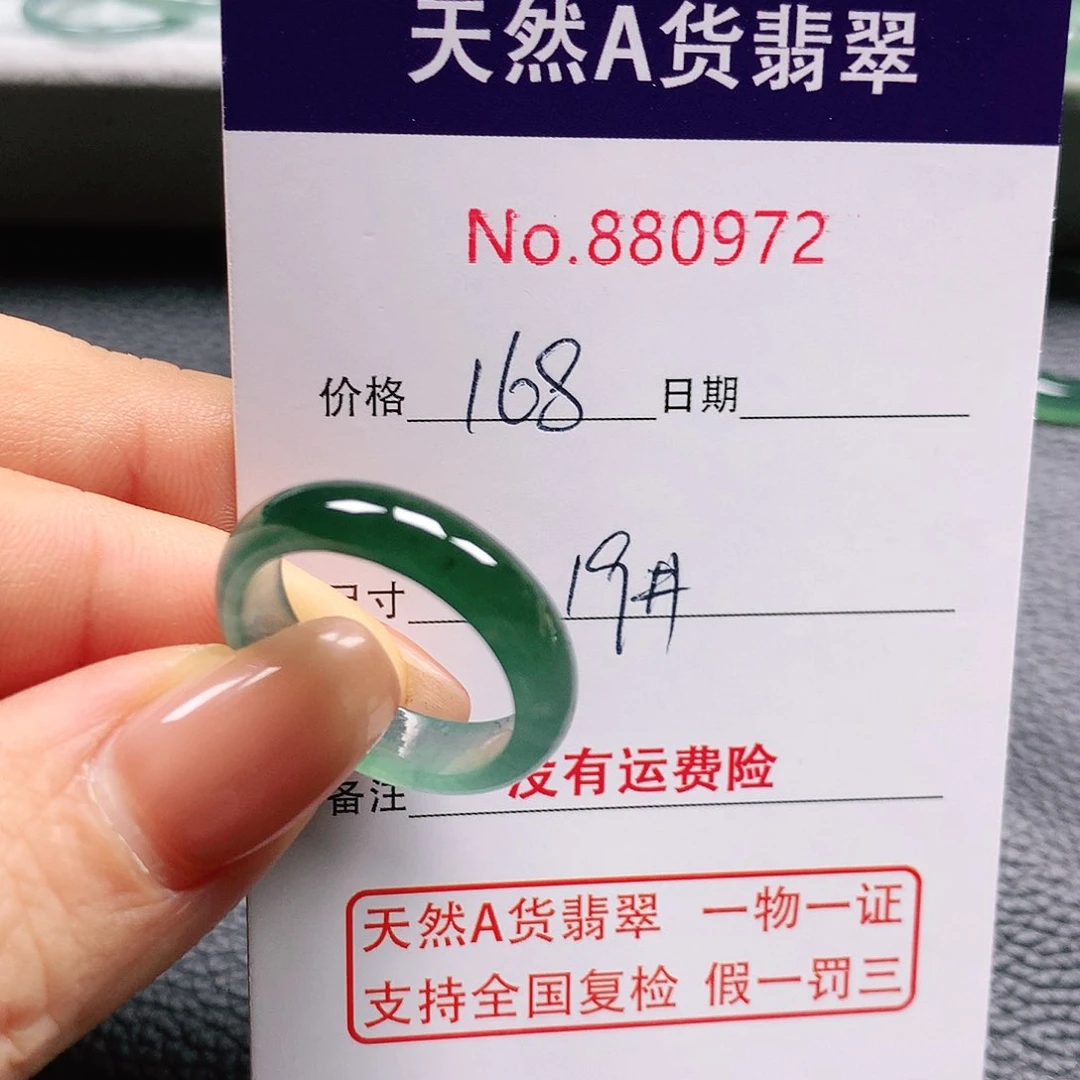 天然A货翡翠
No.880972
价格 168 日期
尺寸 19#
备注 没有运费险
天然A货翡翠 一物一证
支持全国复检 假一罚三